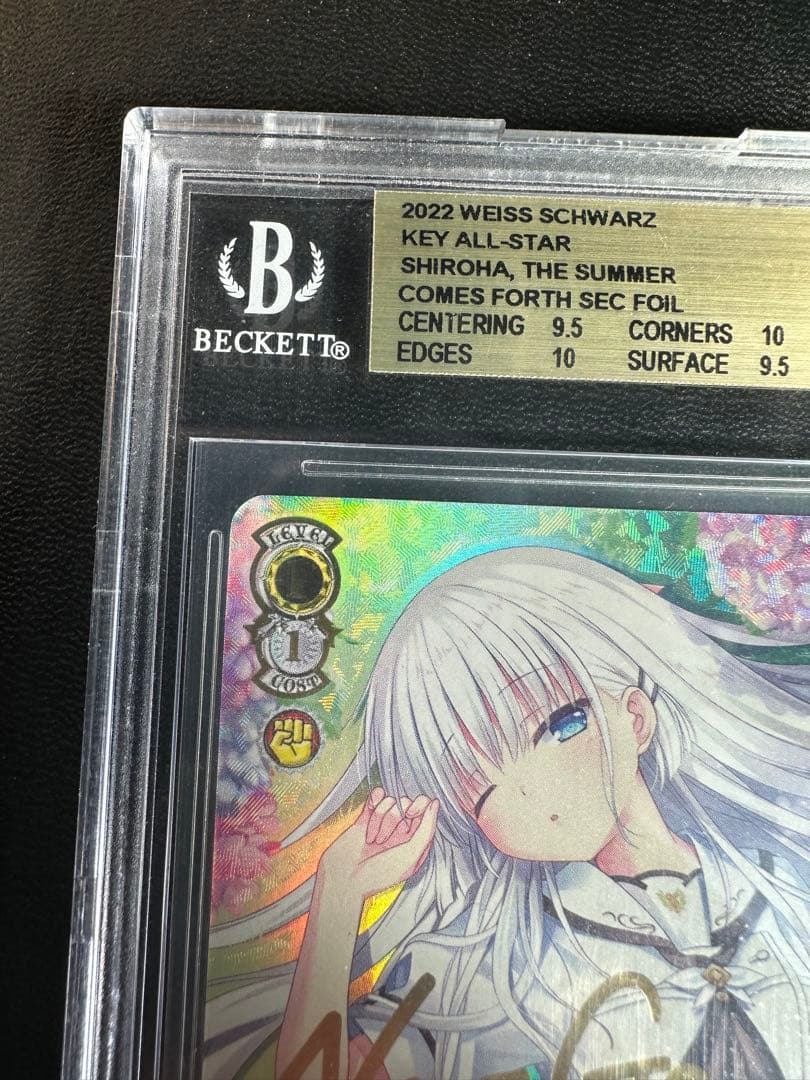 B
BECKETT®
2022 WEISS SCHWARZ
KEY ALL-STAR
SHIROHA, THE SUMMER
COMES FORTH SEC FOIL
CENTERING 9.5 CORNERS 10
EDGES 10 SURFACE 9.5
LEVEL
1
COST